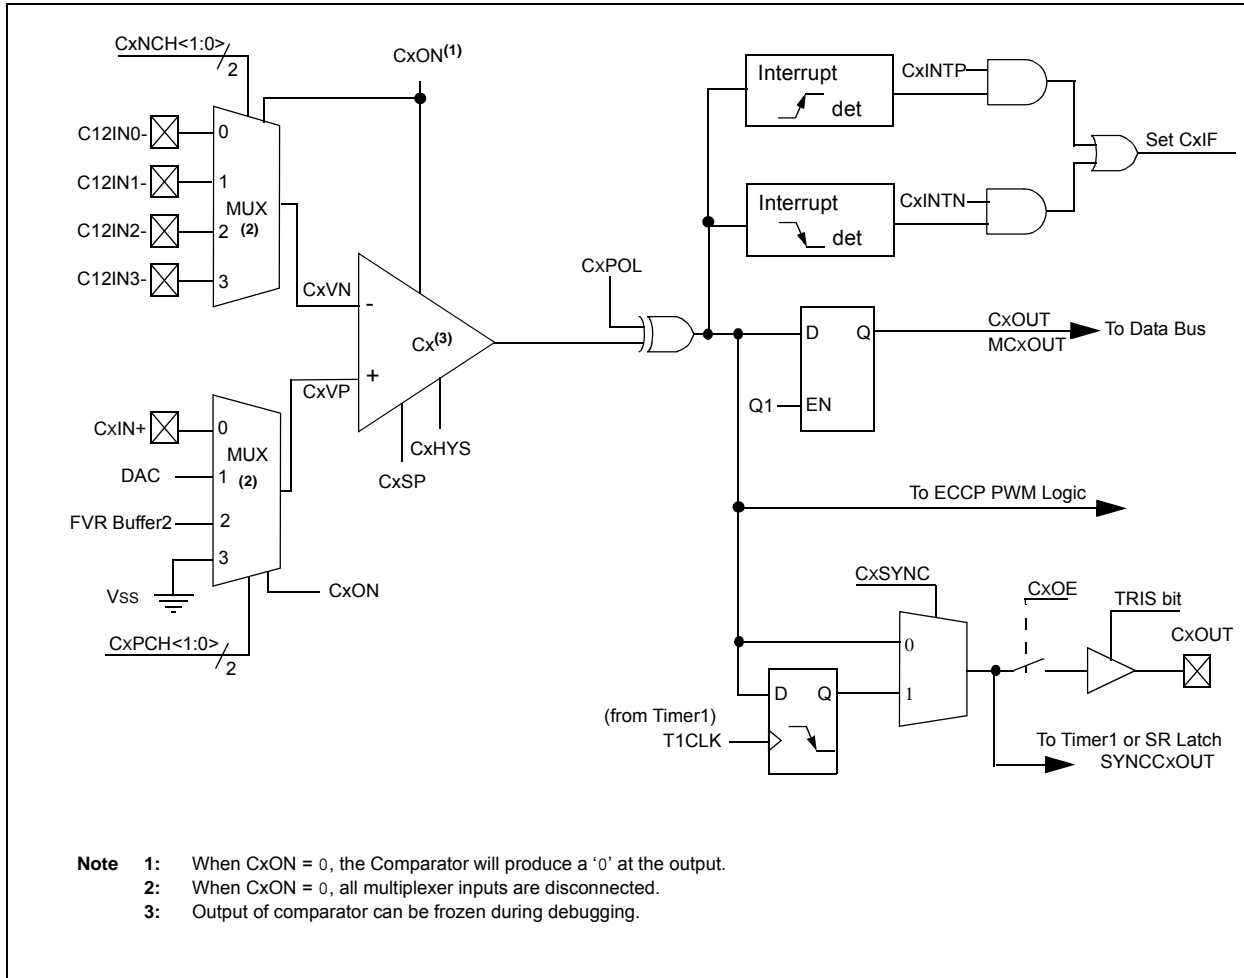 CxNCH<1:0>
2
CxON(1)
C12IN0-
0
C12IN1-
1
MUX
(2)
C12IN2-
2
C12IN3-
3
CxVN
-
Cx(3)
CxVP
+
CxHYS
CxSP
CxIN+
0
MUX
(2)
DAC
1
FVR Buffer2
2
3
VSS
CxON
CxPCH<1:0>
2
CxPOL
Interrupt
det
CxINTP
Set CxIF
Interrupt
det
CxINTN
D
Q
CxOUT
MCxOUT
To Data Bus
Q1
EN
To ECCP PWM Logic
CxSYNC
0
1
CxOE
TRIS bit
CxOUT
D
Q
(from Timer1)
T1CLK
To Timer1 or SR Latch
SYNCCxOUT
Note 1: When CxON = 0, the Comparator will produce a ‘0’ at the output.
2: When CxON = 0, all multiplexer inputs are disconnected.
3: Output of comparator can be frozen during debugging.